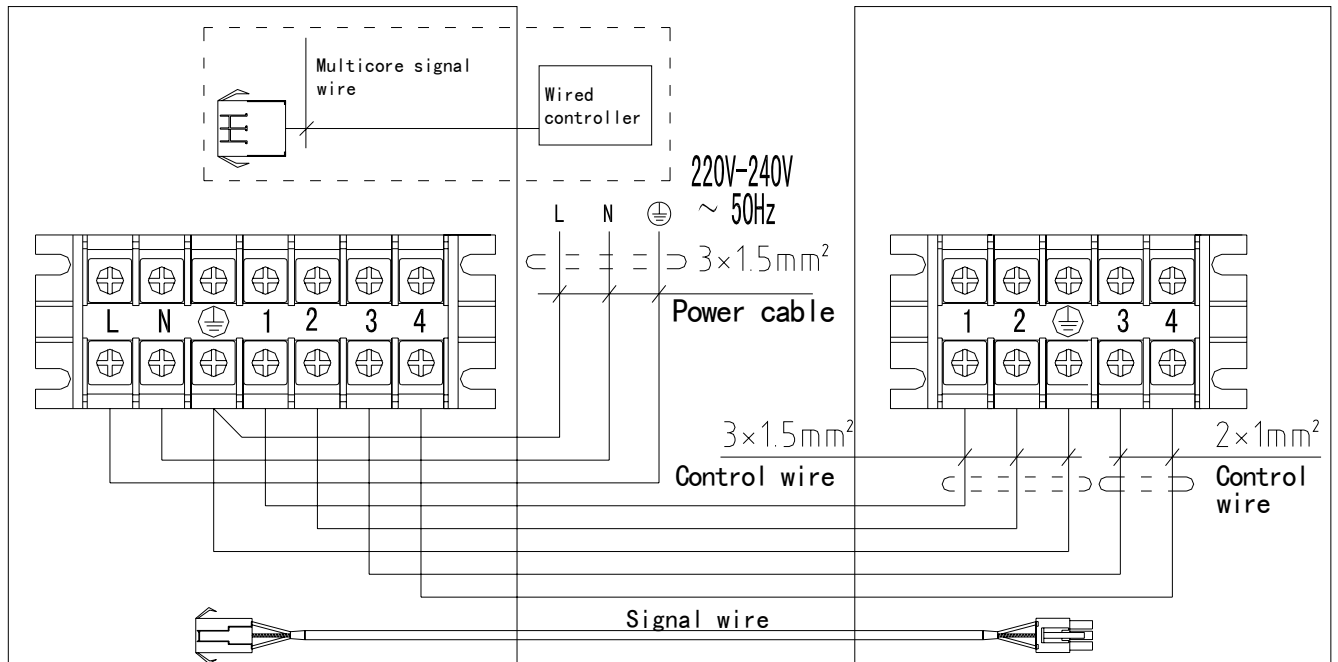 Multicore signal
wire
Wired
controller
220V-240V
~ 50Hz
L N
3×1.5mm²
Power cable
L N 1 2 3 4
1 2 3 4
3×1.5mm²
Control wire
2×1mm²
Control
wire
Signal wire